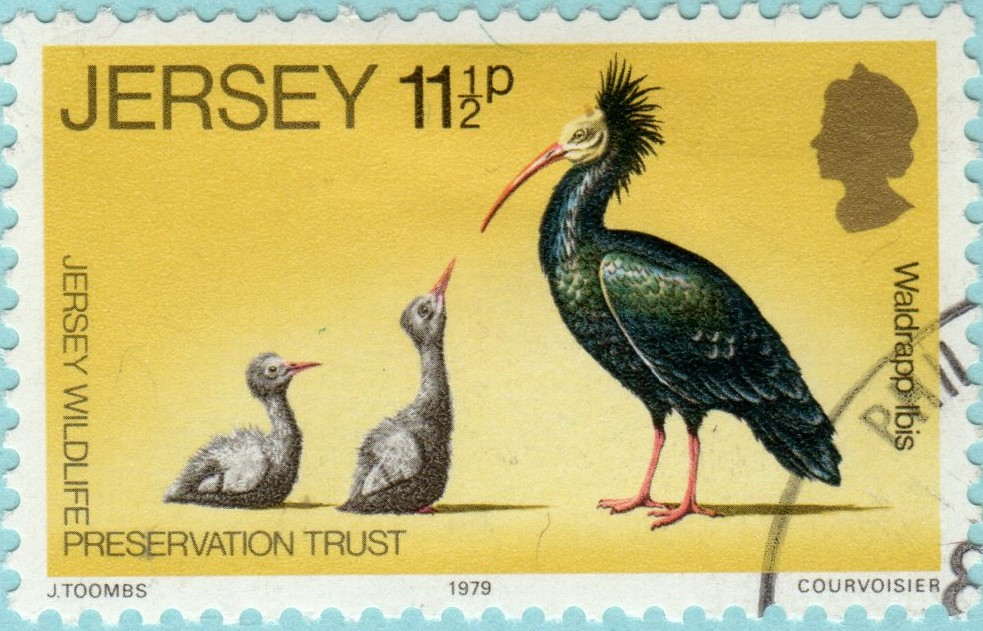 JERSEY 11½p
JERSEY WILDLIFE
PRESERVATION TRUST
Waldrapp Ibis
J.TOOMBS
1979
COURVOISIER